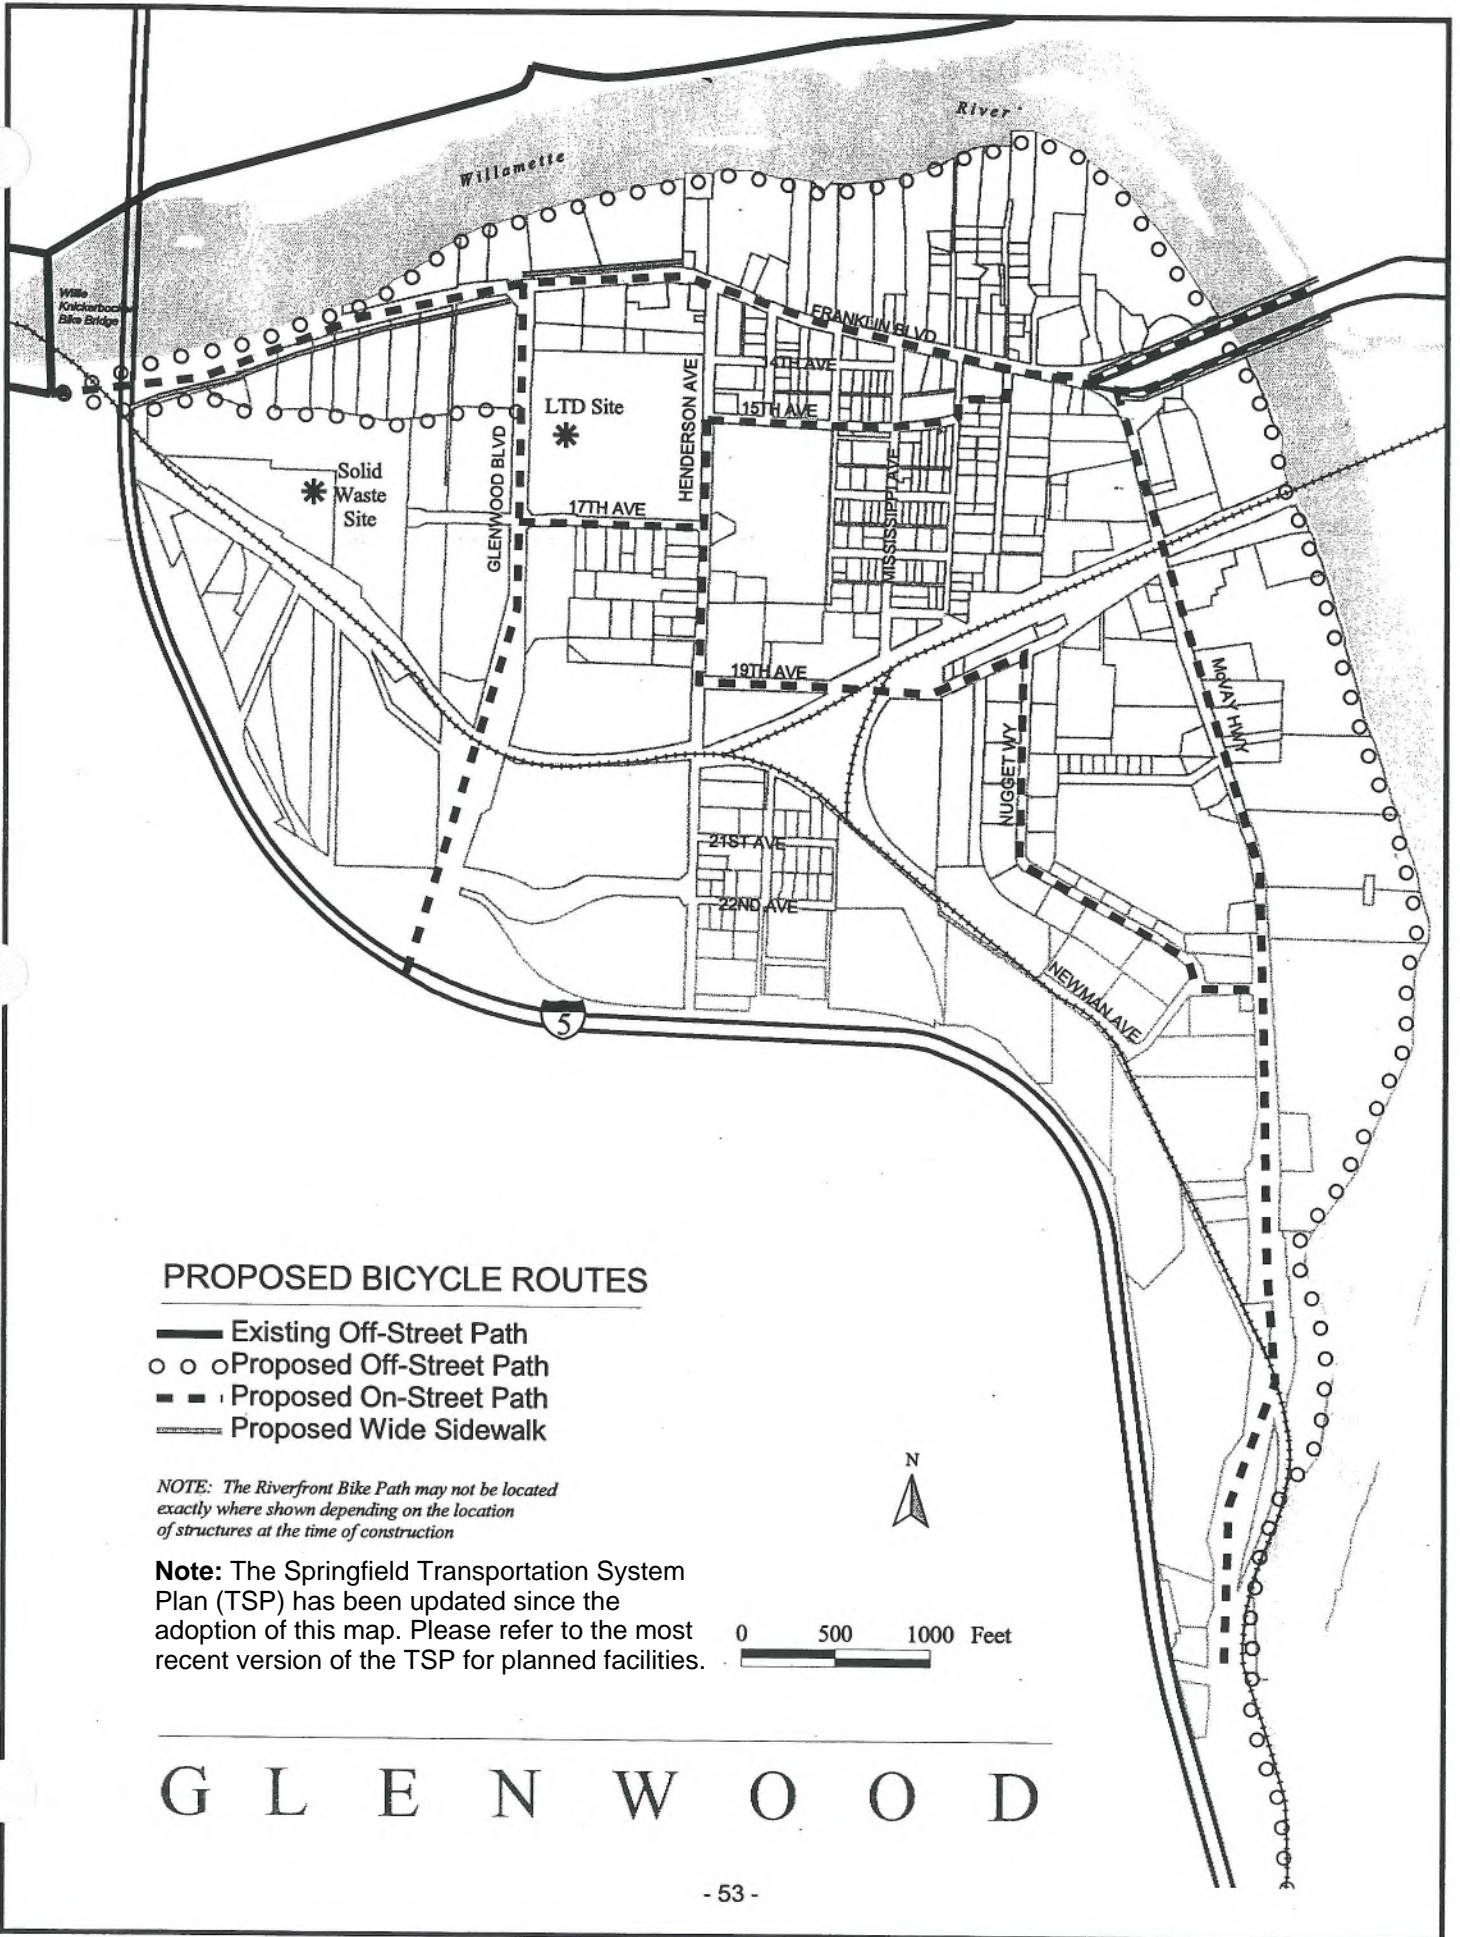 River
Willamette
Willie
Knickerbocker
Bike Bridge
FRANKLIN BLVD
14TH AVE
HENDERSON AVE
LTD Site
15TH AVE
GLENWOOD BLVD
MISSISSIPPI AVE
Solid
Waste
Site
17TH AVE
19TH AVE
McVAY HWY
NUGGET WY
21ST AVE
22ND AVE
NEWMAN AVE
5
PROPOSED BICYCLE ROUTES
Existing Off-Street Path
Proposed Off-Street Path
Proposed On-Street Path
Proposed Wide Sidewalk
NOTE: The Riverfront Bike Path may not be located
exactly where shown depending on the location
of structures at the time of construction
N
Note: The Springfield Transportation System
Plan (TSP) has been updated since the
adoption of this map. Please refer to the most
recent version of the TSP for planned facilities.
0 500 1000 Feet
GLENWOOD
- 53 -